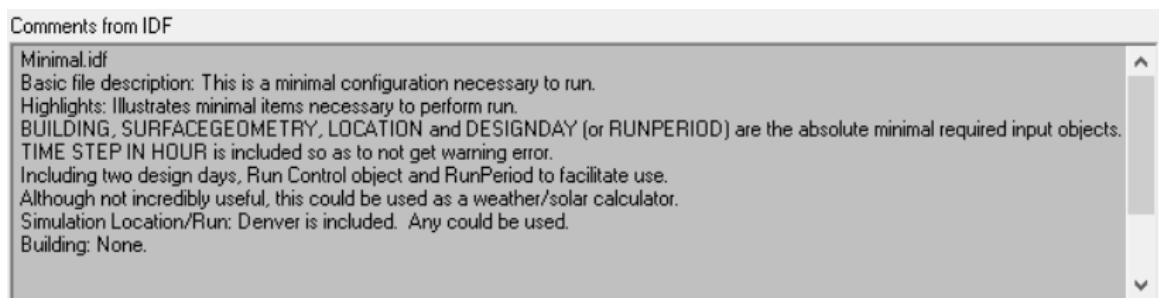 Comments from IDF
Minimal.idf
Basic file description: This is a minimal configuration necessary to run.
Highlights: Illustrates minimal items necessary to perform run.
BUILDING, SURFACEGEOMETRY, LOCATION and DESIGNDAY (or RUNPERIOD) are the absolute minimal required input objects.
TIME STEP IN HOUR is included so as to not get warning error.
Including two design days, Run Control object and RunPeriod to facilitate use.
Although not incredibly useful, this could be used as a weather/solar calculator.
Simulation Location/Run: Denver is included.  Any could be used.
Building: None.